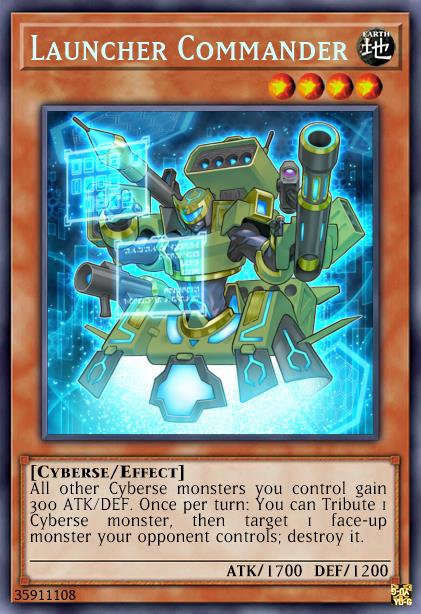 LAUNCHER COMMANDER
EARTH
地
[CYBERSE/EFFECT]
All other Cyberse monsters you control gain
300 ATK/DEF. Once per turn: You can Tribute 1
Cyberse monster, then target 1 face-up
monster your opponent controls; destroy it.
ATK/1700 DEF/1200
35911108